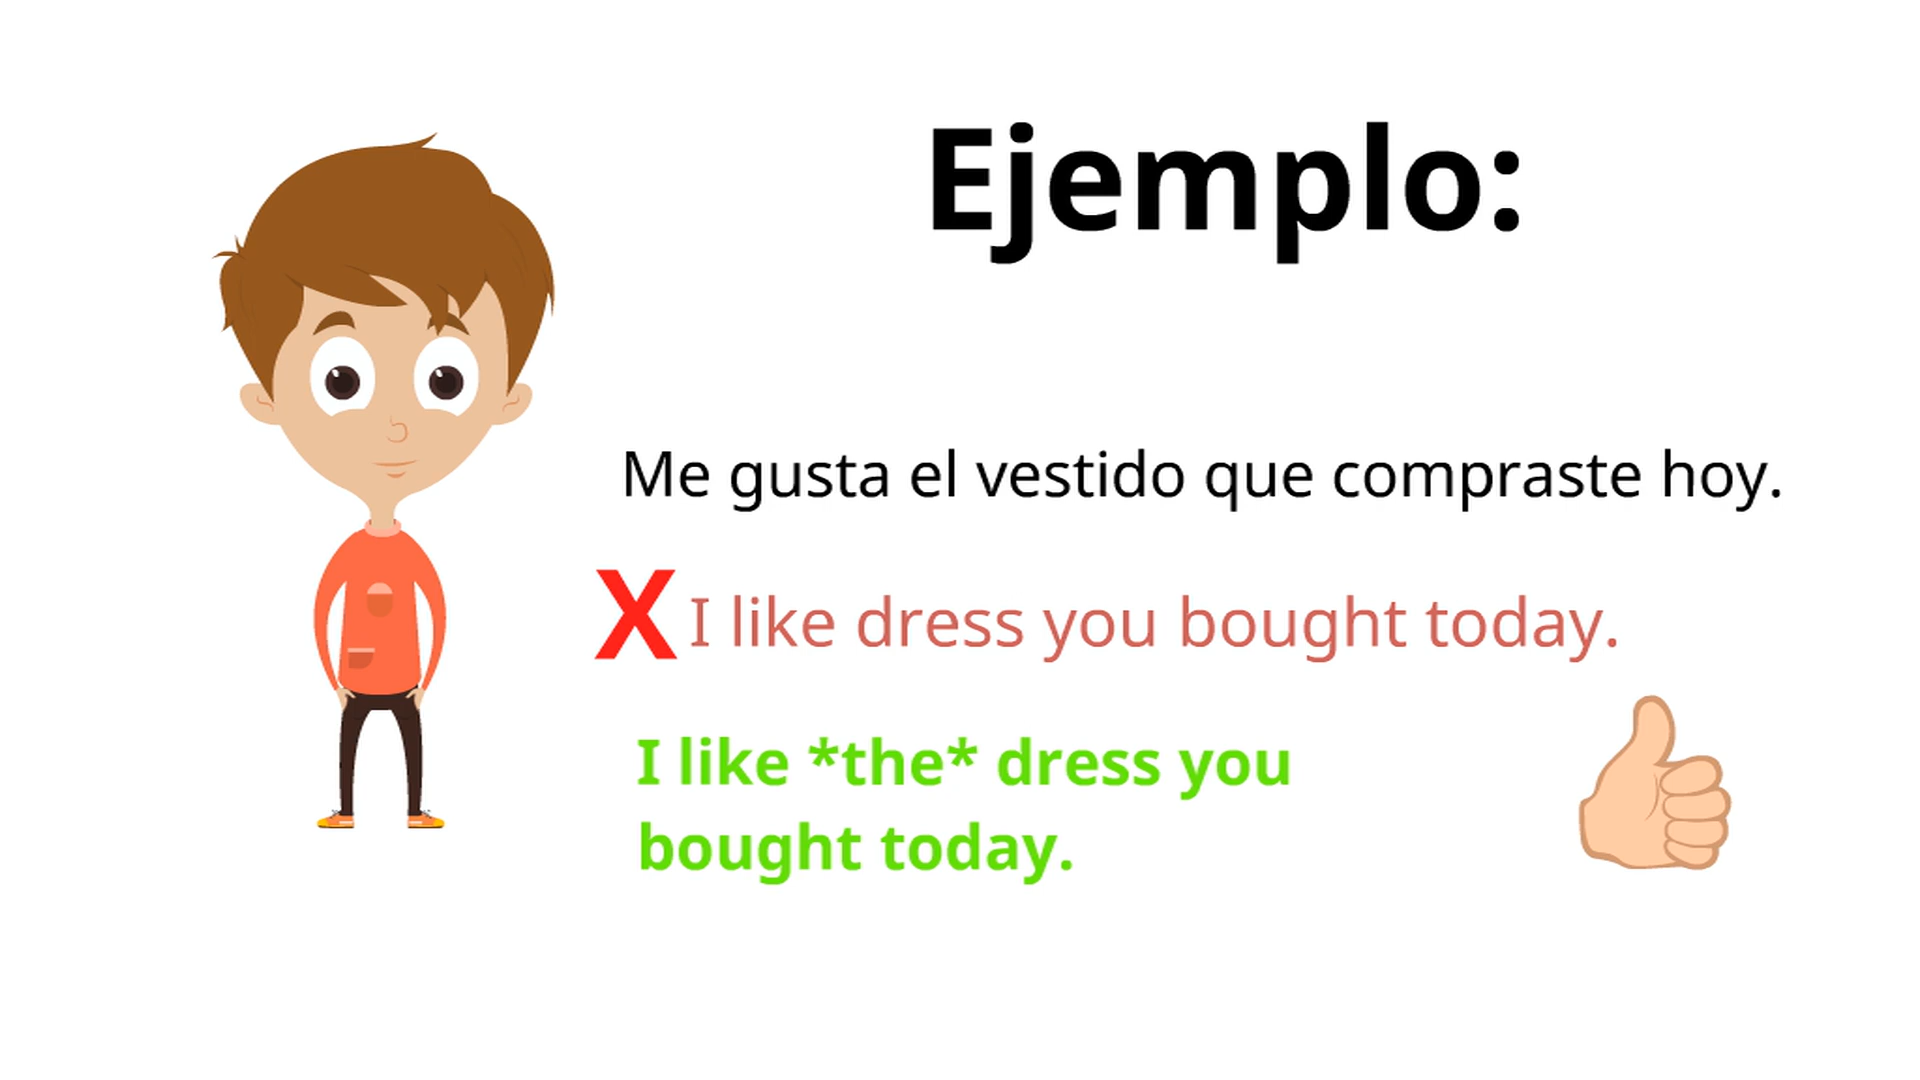 Ejemplo:
Me gusta el vestido que compraste hoy.
X I like dress you bought today.
I like *the* dress you
bought today.